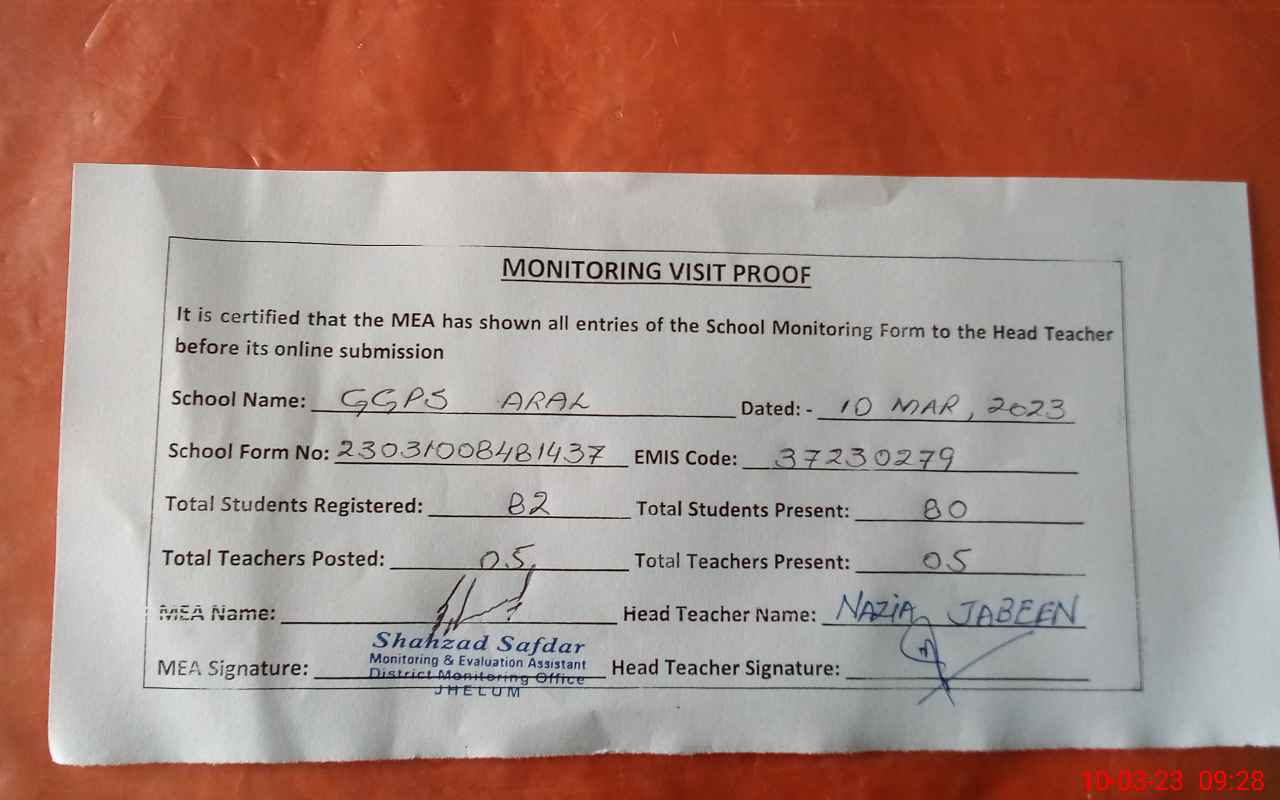 MONITORING VISIT PROOF
It is certified that the MEA has shown all entries of the School Monitoring Form to the Head Teacher
before its online submission
School Name: GGPS ARAL Dated: - 10 MAR, 2023
School Form No: 23031008481437 EMIS Code: 37230279
Total Students Registered: 82 Total Students Present: 80
Total Teachers Posted: 05 Total Teachers Present: 05
MEA Name: Head Teacher Name: NAZIA JABEEN
Shahzad Safdar
Monitoring & Evaluation Assistant
MEA Signature: District Monitoring Office Head Teacher Signature:
JHELUM
10-03-23 09:28